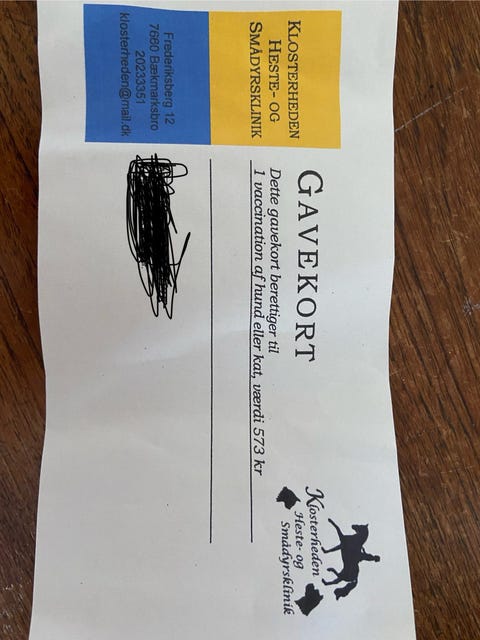 KLOSTERHEDEN
HESTE- OG
SMÅDYRSKLINIK
Frederiksberg 12
7660 Bækmarksbro
20233351
klosterheden@mail.dk
GAVEKORT
Dette gavekort berettiger til
1 vaccination af hund eller kat, værdi 573 kr
Klosterheden
Heste- og
Smådyrsklinik